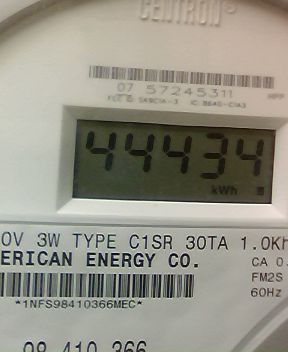 CENTRON®
07 57245311
44434
kWh
0V 3W TYPE C1SR 30TA 1.0Kh
ERICAN ENERGY CO.
CA 0.
FM2S
60Hz
*1NFS98410366MEC*
98 410 366